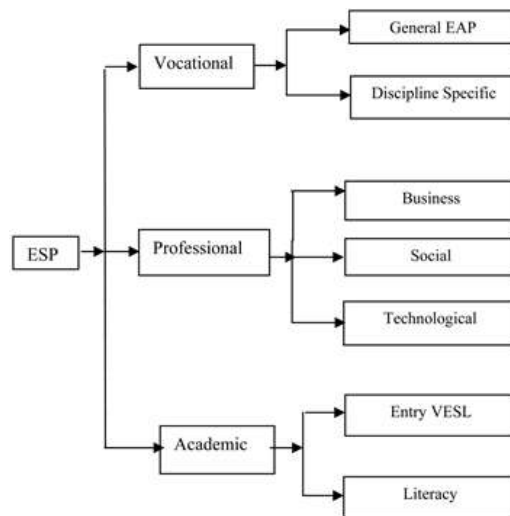 General EAP
Vocational
Discipline Specific
Business
ESP
Professional
Social
Technological
Entry VESL
Academic
Literacy